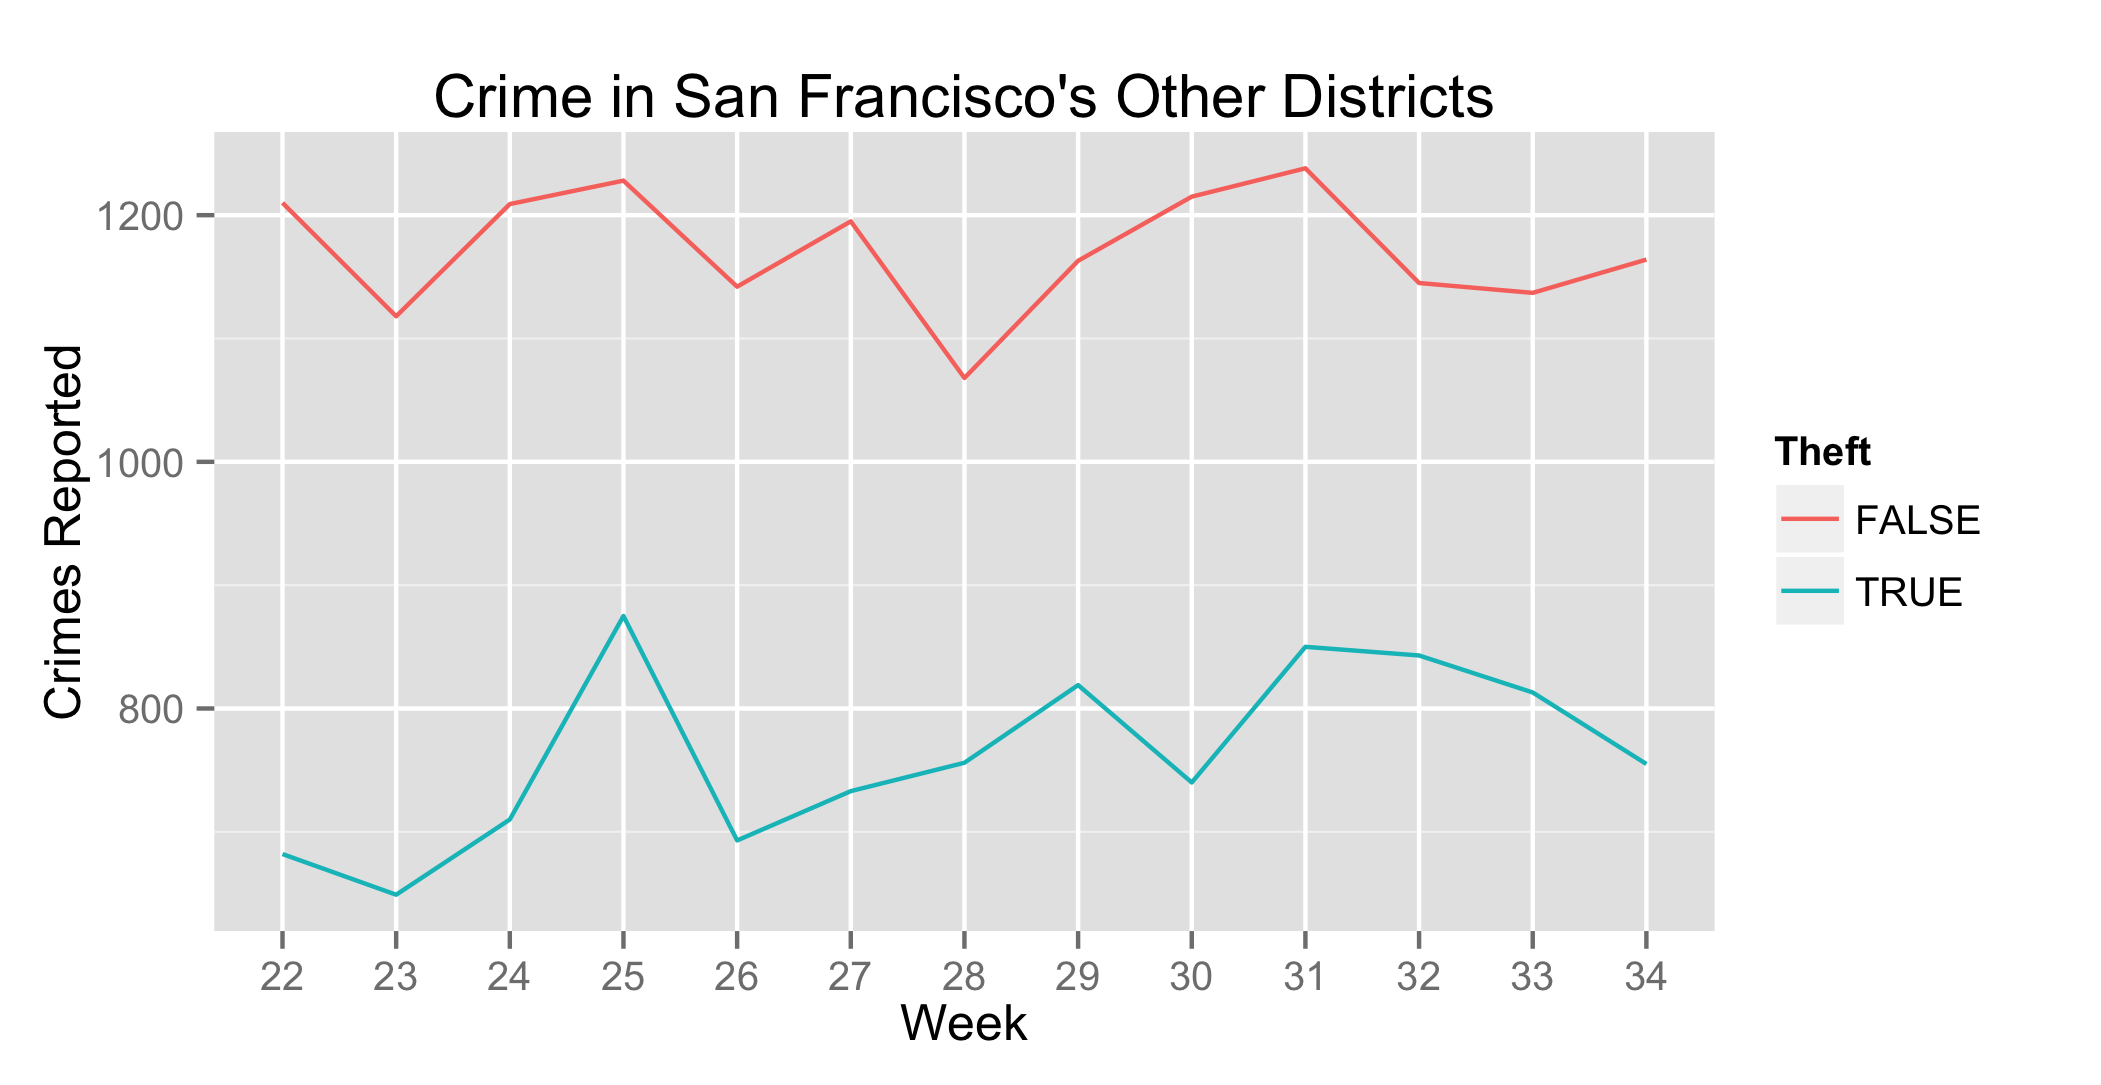 Crime in San Francisco's Other Districts
Crimes Reported
1200
1000
800
22 23 24 25 26 27 28 29 30 31 32 33 34
Week
Theft
FALSE
TRUE